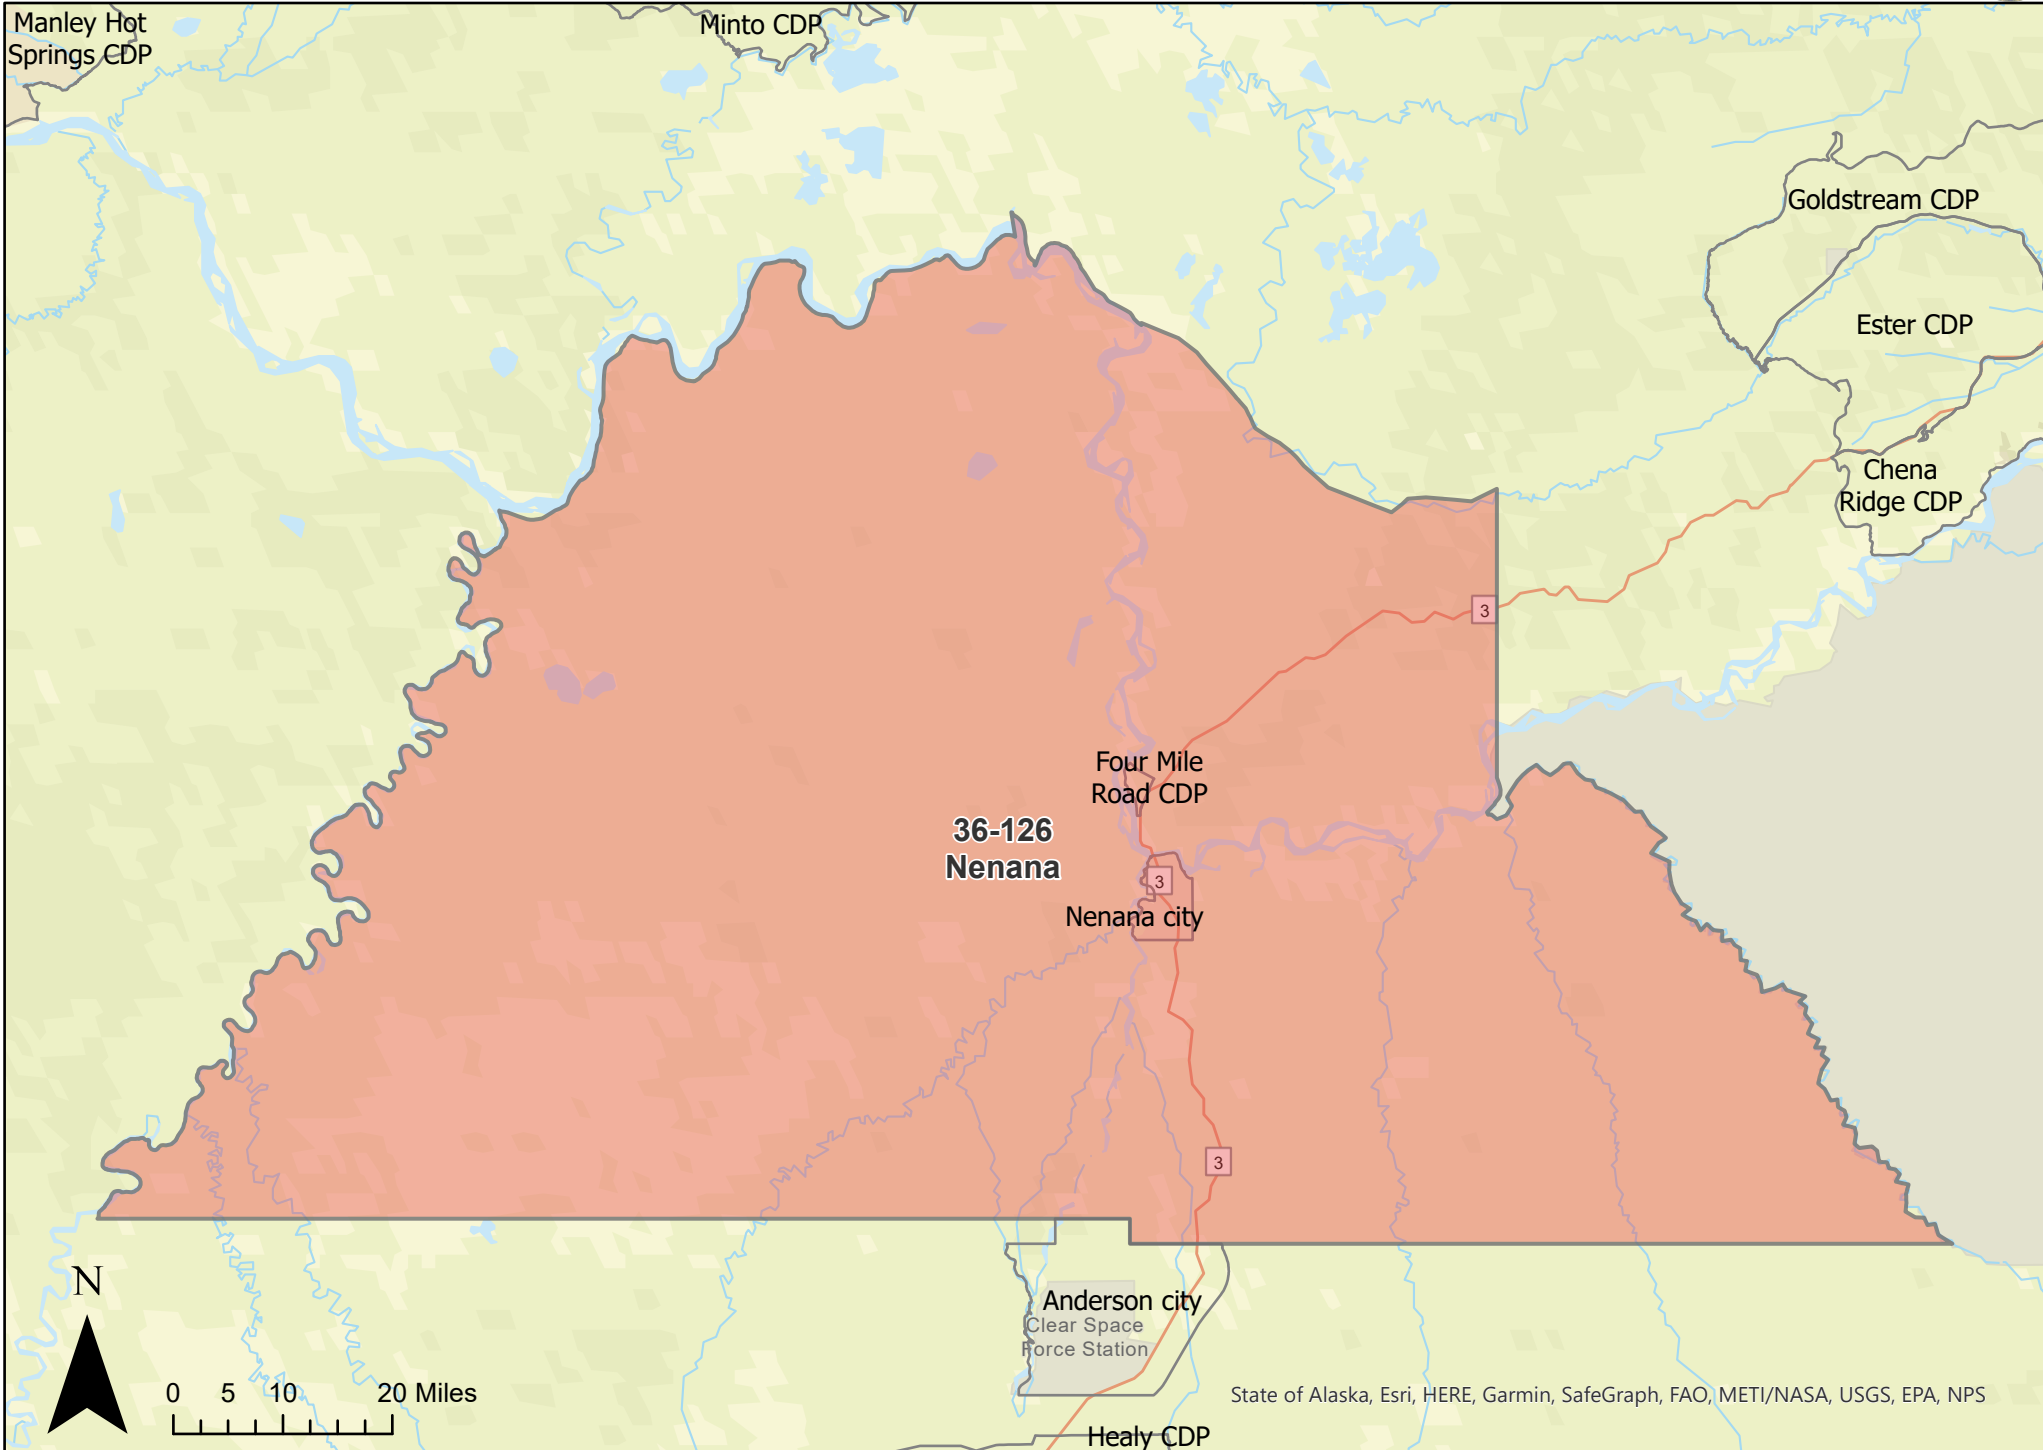 Manley Hot
Springs CDP
Minto CDP
Goldstream CDP
Ester CDP
Chena
Ridge CDP
3
Four Mile
Road CDP
36-126
Nenana
3
Nenana city
3
N
Anderson city
Clear Space
Force Station
0 5 10 20 Miles
State of Alaska, Esri, HERE, Garmin, SafeGraph, FAO, METI/NASA, USGS, EPA, NPS
Healy CDP